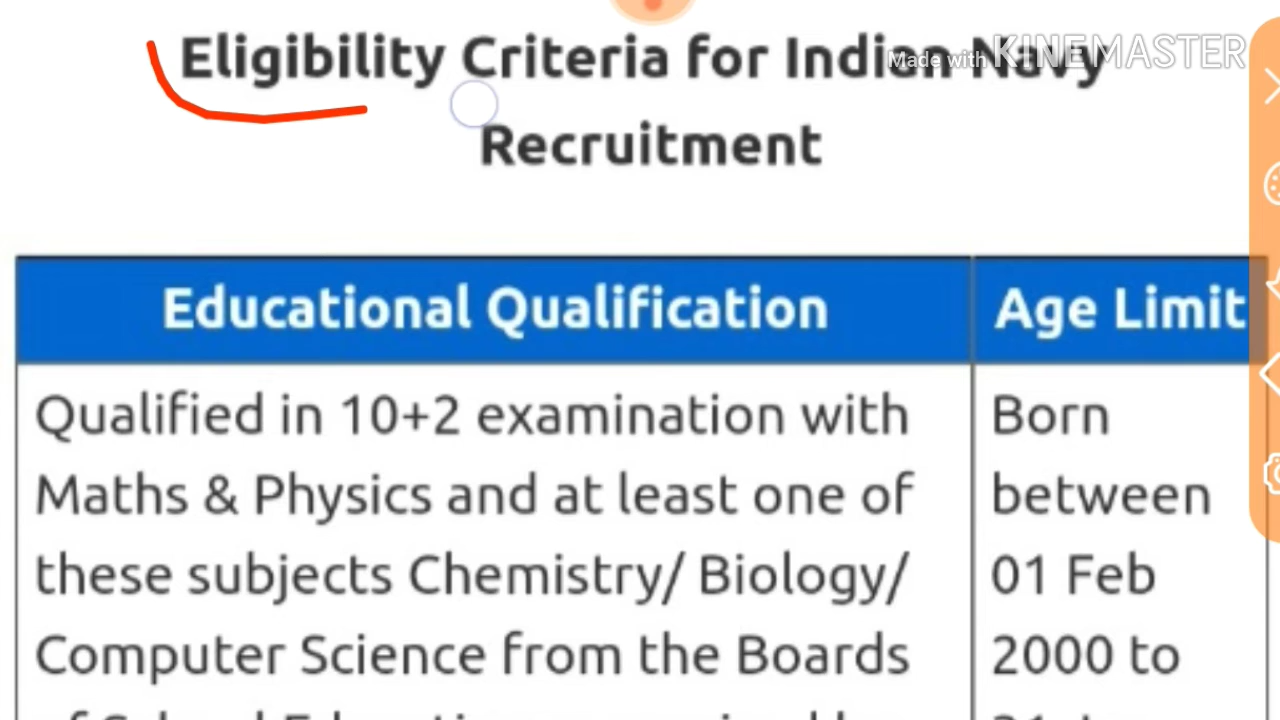 Eligibility Criteria for Indian Navy
Made with KINEMASTER
Recruitment
Educational Qualification
Age Limit
Qualified in 10+2 examination with
Maths & Physics and at least one of
these subjects Chemistry/ Biology/
Computer Science from the Boards
Born
between
01 Feb
2000 to